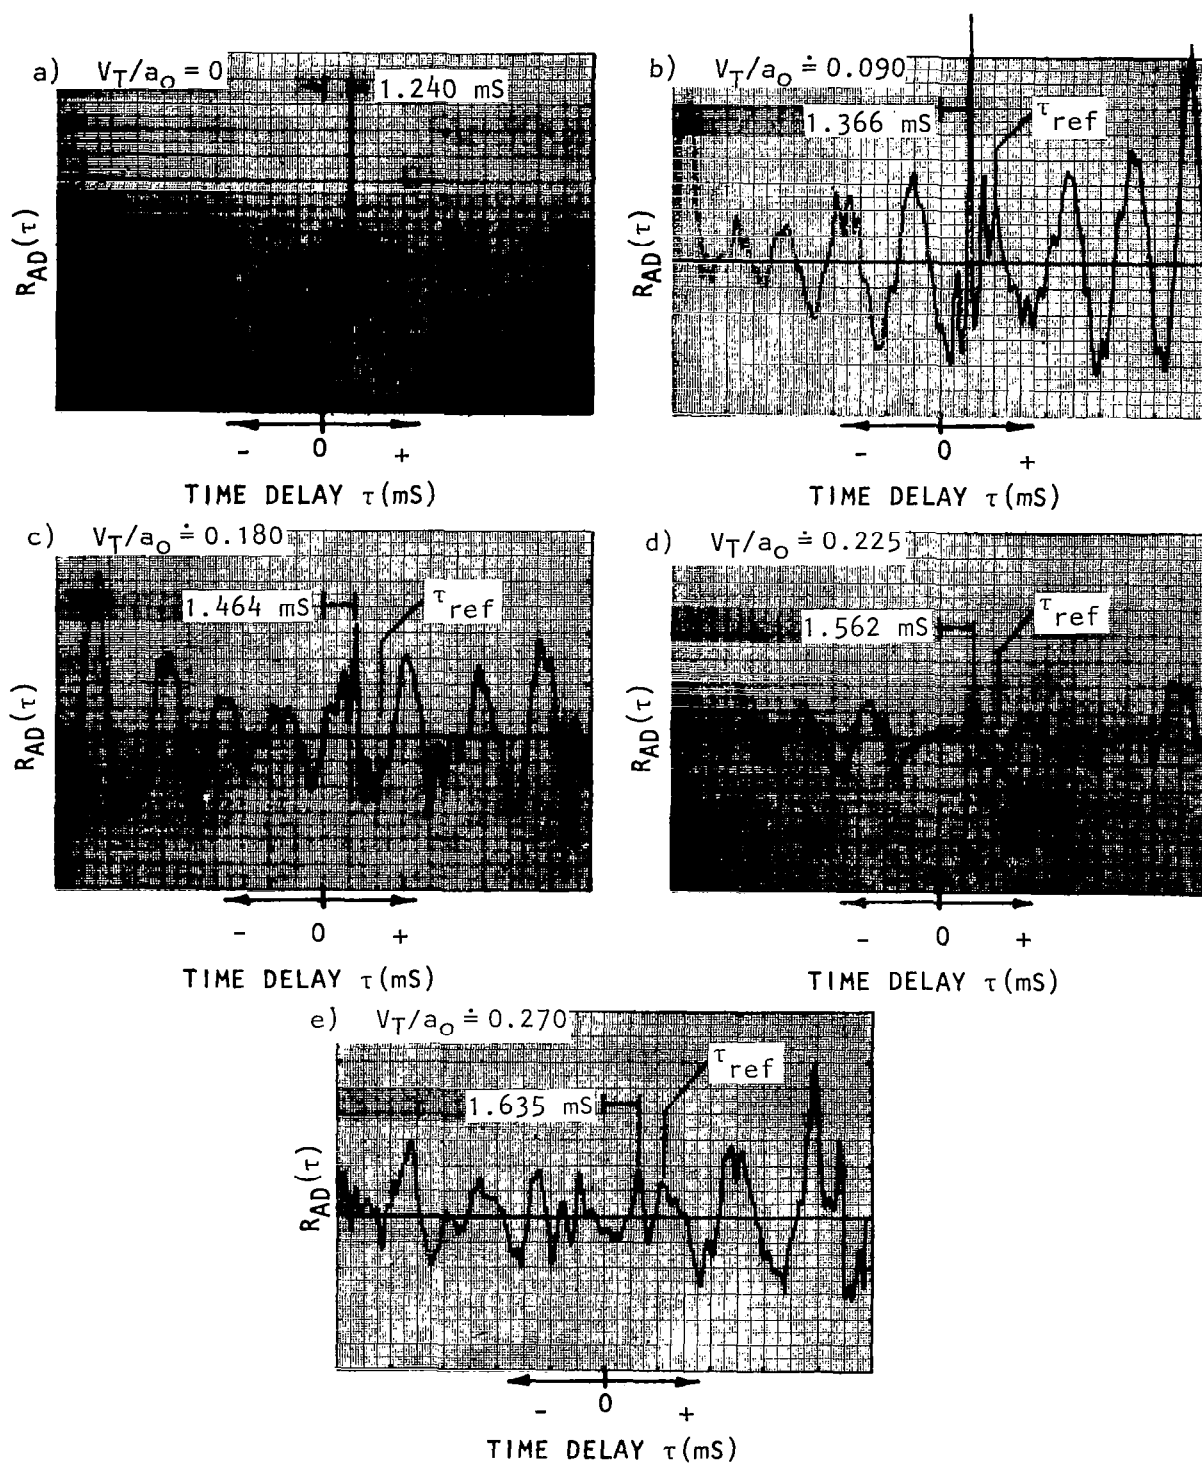 a) V_T/a_o = 0
1.240 mS
R_AD(τ)
- 0 +
TIME DELAY τ(mS)
b) V_T/a_o ≐ 0.090
1.366 mS
τ_ref
R_AD(τ)
- 0 +
TIME DELAY τ(mS)
c) V_T/a_o ≐ 0.180
1.464 mS
τ_ref
R_AD(τ)
- 0 +
TIME DELAY τ(mS)
d) V_T/a_o ≐ 0.225
1.562 mS
τ_ref
R_AD(τ)
- 0 +
TIME DELAY τ(mS)
e) V_T/a_o ≐ 0.270
1.635 mS
τ_ref
R_AD(τ)
- 0 +
TIME DELAY τ(mS)